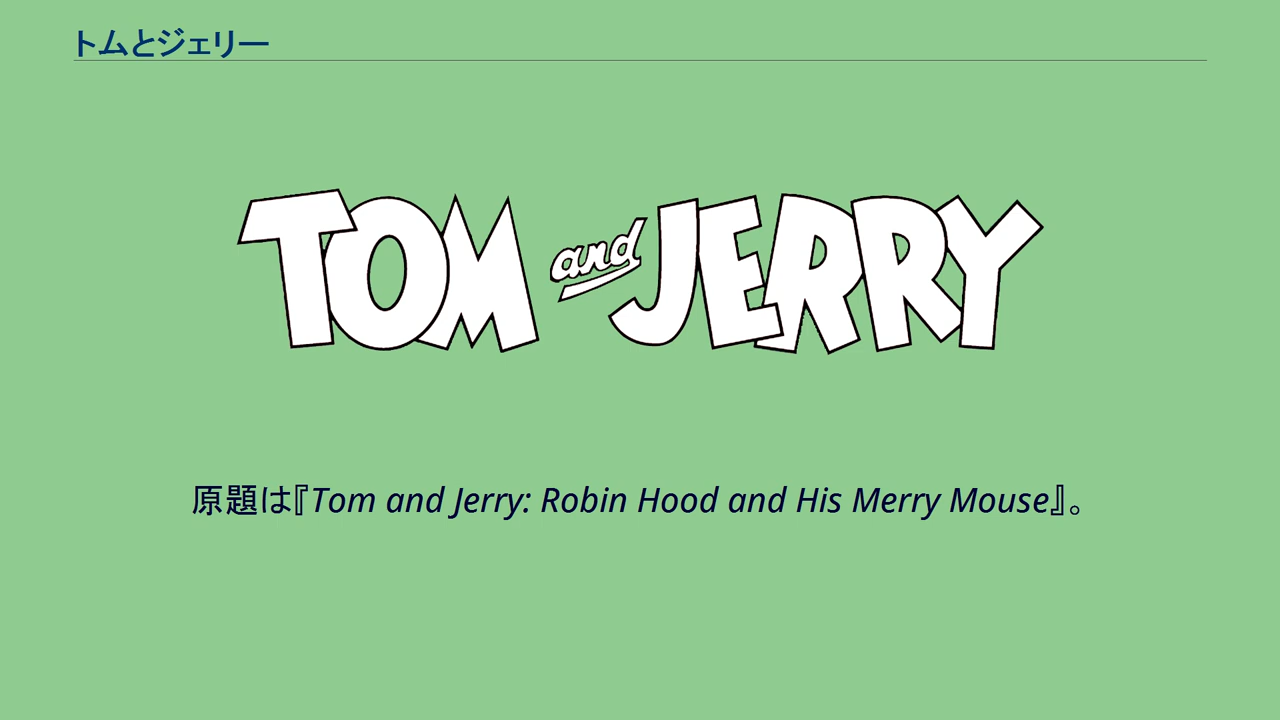 トムとジェリー
TOM and JERRY
原題は『Tom and Jerry: Robin Hood and His Merry Mouse』。